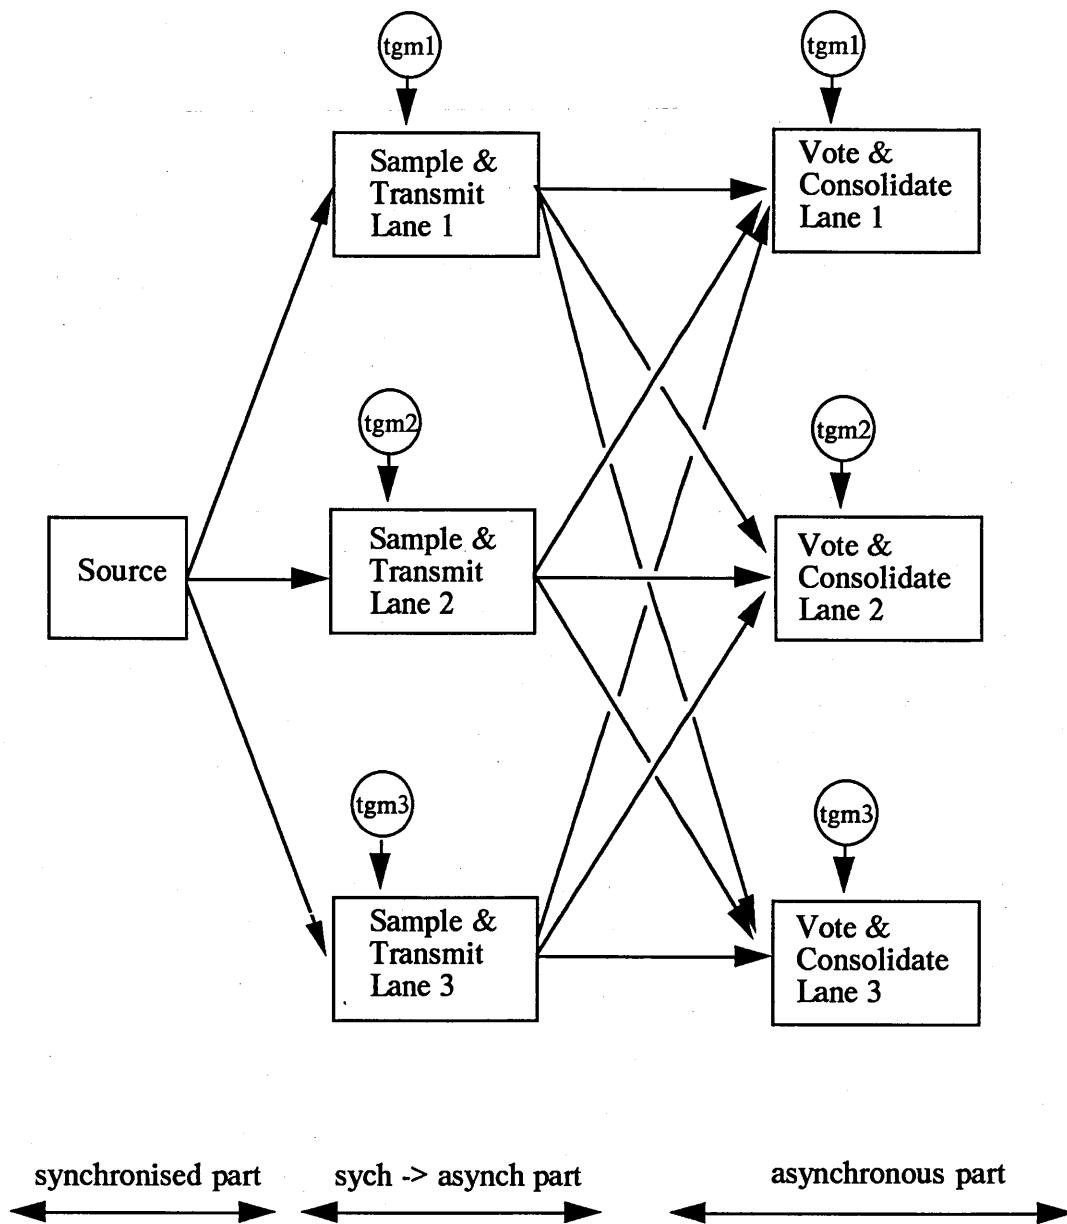 tgm1
tgm1
Sample &
Transmit
Lane 1
Vote &
Consolidate
Lane 1
tgm2
tgm2
Source
Sample &
Transmit
Lane 2
Vote &
Consolidate
Lane 2
tgm3
tgm3
Sample &
Transmit
Lane 3
Vote &
Consolidate
Lane 3
synchronised part
sych -> asynch part
asynchronous part